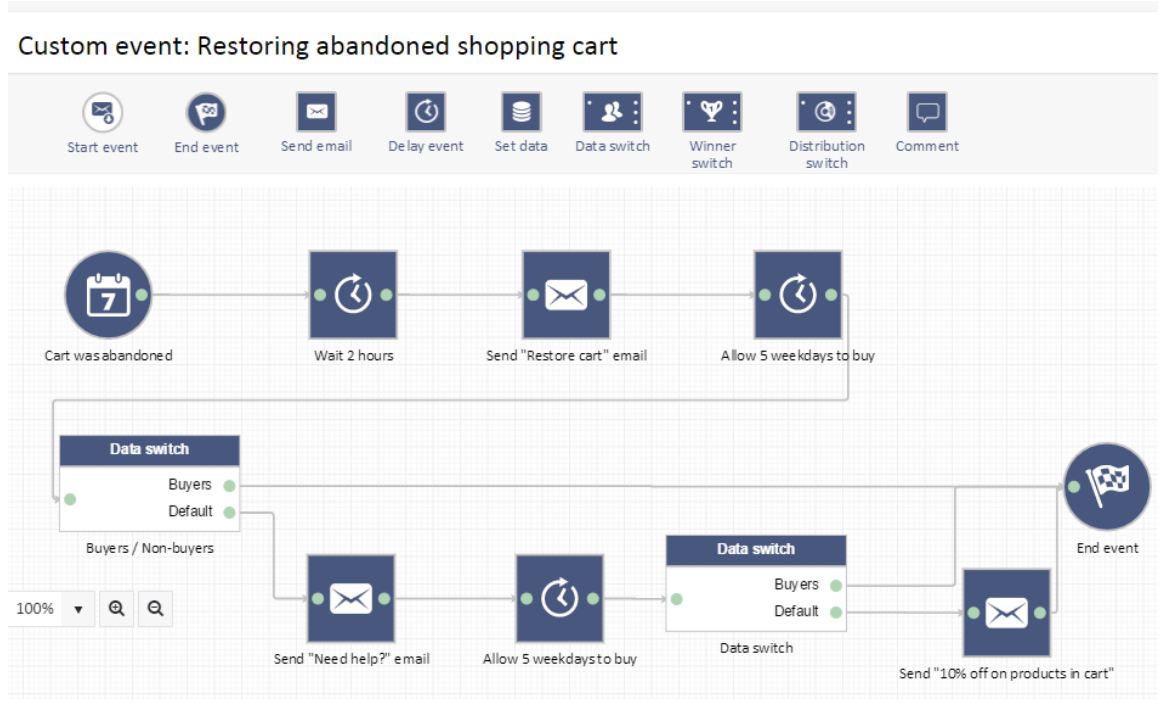 Custom event: Restoring abandoned shopping cart
Start event
End event
Send email
Delay event
Set data
Data switch
Winner
switch
Distribution
switch
Comment
7
Cart was abandoned
Wait 2 hours
Send "Restore cart" email
Allow 5 weekdays to buy
Data switch
Buyers
Default
Buyers / Non-buyers
End event
Data switch
Buyers
Default
Data switch
100%
Send "Need help?" email
Allow 5 weekdays to buy
Send "10% off on products in cart"